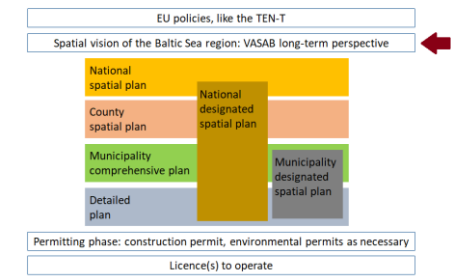 EU policies, like the TEN-T
Spatial vision of the Baltic Sea region: VASAB long-term perspective
National
spatial plan
National
designated
spatial plan
County
spatial plan
Municipality
comprehensive plan
Municipality
designated
spatial plan
Detailed
plan
Permitting phase: construction permit, environmental permits as necessary
Licence(s) to operate